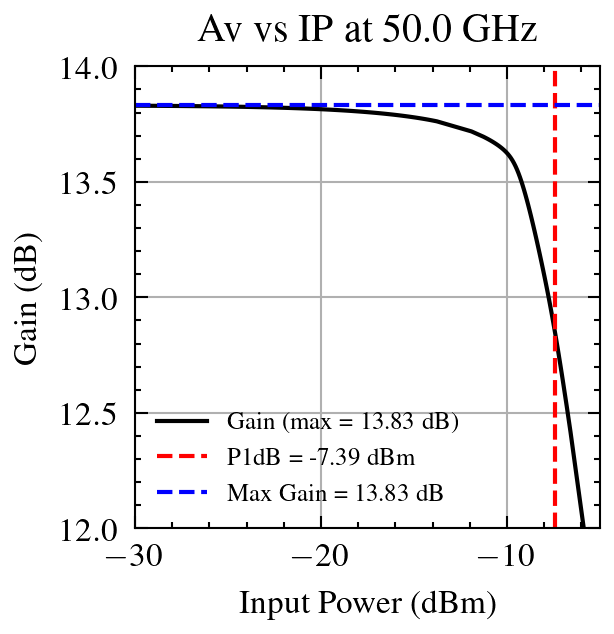 Av vs IP at 50.0 GHz
14.0
13.5
13.0
12.5
12.0
Gain (dB)
Gain (max = 13.83 dB)
P1dB = -7.39 dBm
Max Gain = 13.83 dB
−30
−20
−10
Input Power (dBm)